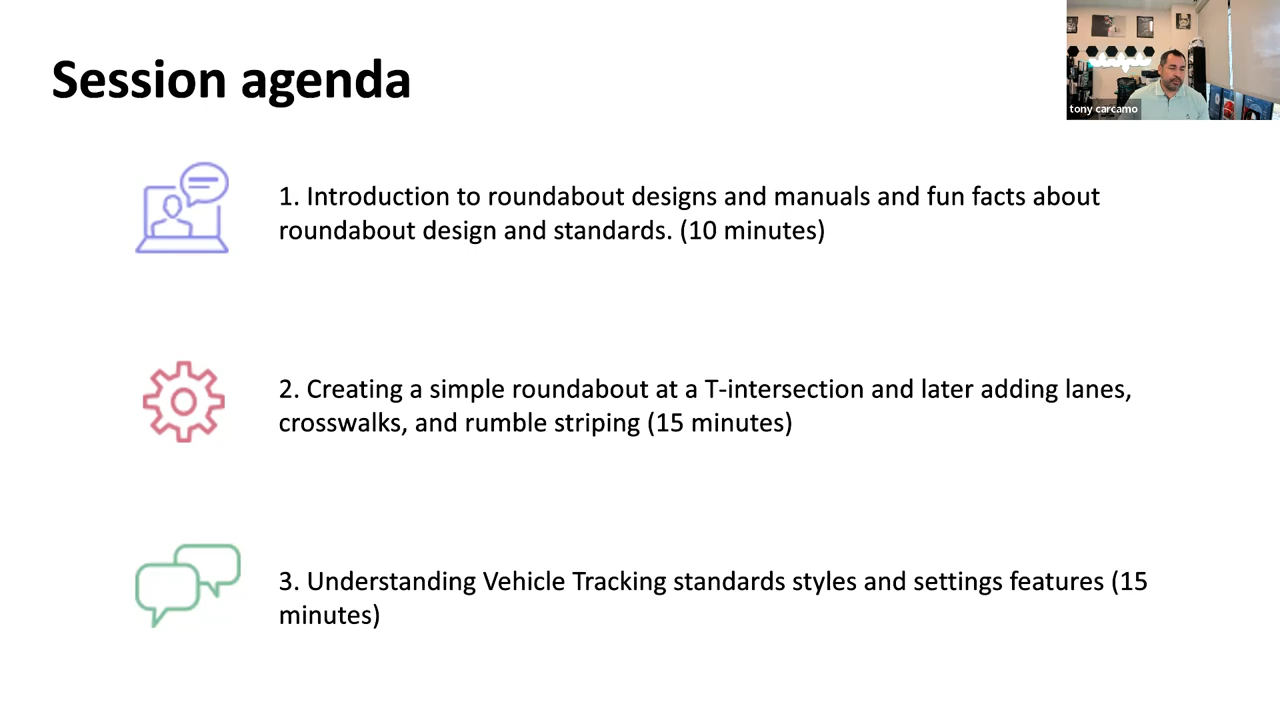 Session agenda
tony carcamo
1. Introduction to roundabout designs and manuals and fun facts about
roundabout design and standards. (10 minutes)
2. Creating a simple roundabout at a T-intersection and later adding lanes,
crosswalks, and rumble striping (15 minutes)
3. Understanding Vehicle Tracking standards styles and settings features (15
minutes)